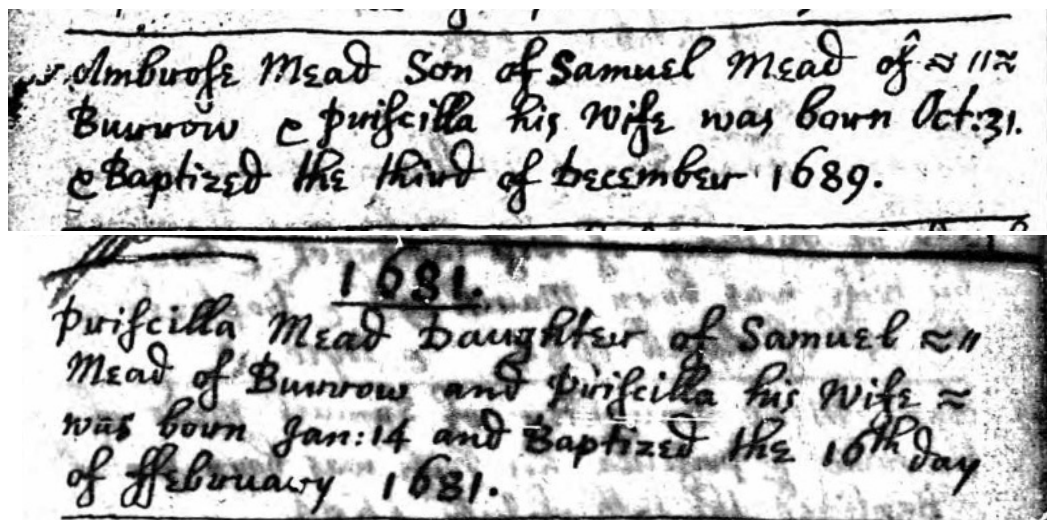 Ambrose Mead Son of Samuel Mead of ≈ " ≈
Burrow & Priscilla his Wife was born Oct: 31.
& Baptized the third of December 1689.
1681.
Priscilla Mead Daughter of Samuel ≈ "
Mead of Burrow and Priscilla his Wife ≈
was born Jan: 14 and Baptized the 16th day
of ffebruary 1681.